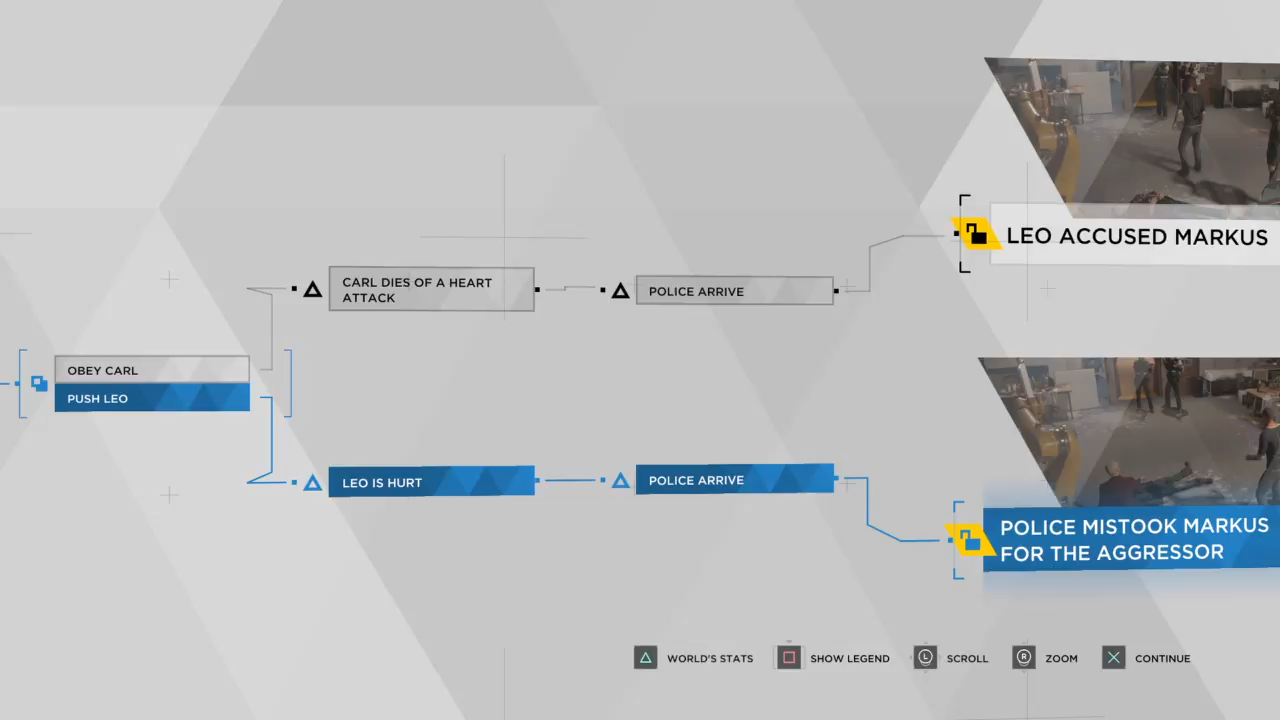 LEO ACCUSED MARKUS
CARL DIES OF A HEART
ATTACK
POLICE ARRIVE
OBEY CARL
PUSH LEO
LEO IS HURT
POLICE ARRIVE
POLICE MISTOOK MARKUS
FOR THE AGGRESSOR
WORLD'S STATS
SHOW LEGEND
L
SCROLL
R
ZOOM
CONTINUE